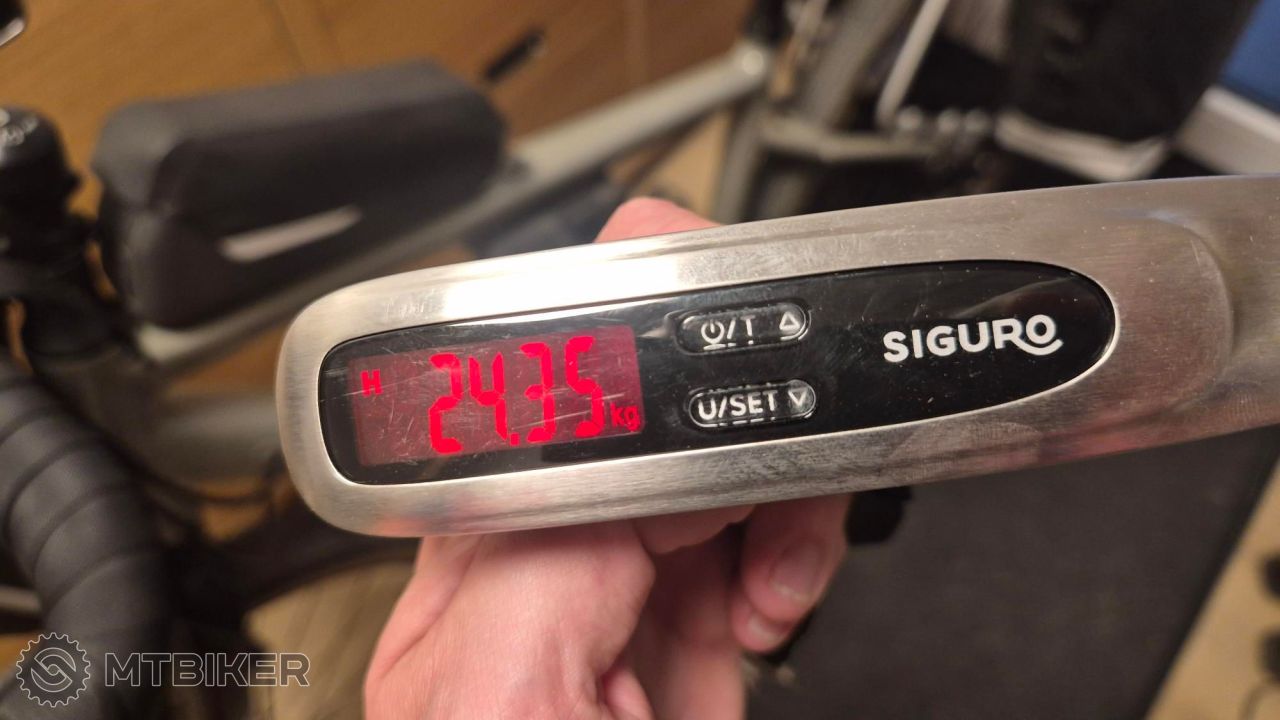 H 24.35 kg
⏻/T △
U/SET ▽
SIGURO
MTBIKER